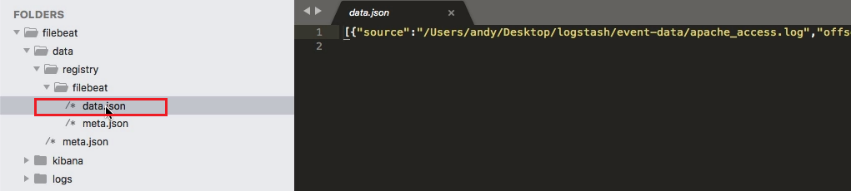 FOLDERS
filebeat
data
registry
filebeat
/* data.json
/* meta.json
/* meta.json
kibana
logs
data.json ×
1 [{"source":"/Users/andy/Desktop/logstash/event-data/apache_access.log","offs
2